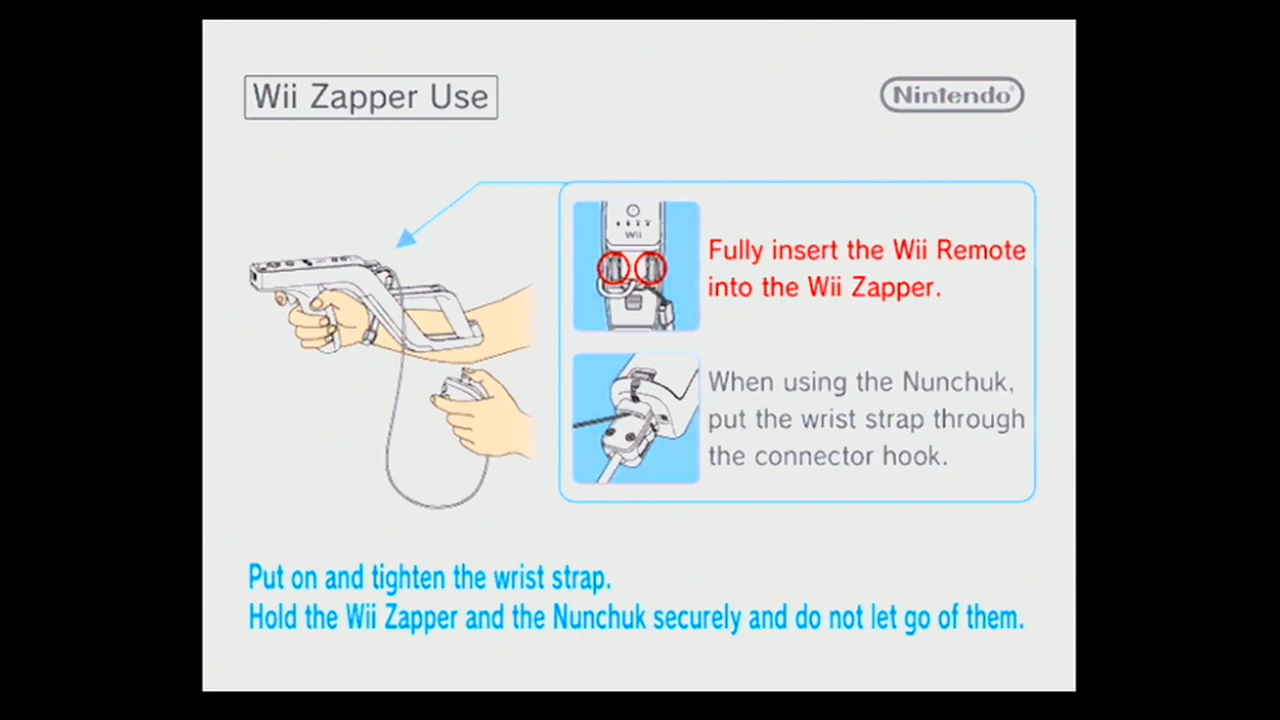 Wii Zapper Use
Nintendo®
Wii
Fully insert the Wii Remote
into the Wii Zapper.
When using the Nunchuk,
put the wrist strap through
the connector hook.
Put on and tighten the wrist strap.
Hold the Wii Zapper and the Nunchuk securely and do not let go of them.